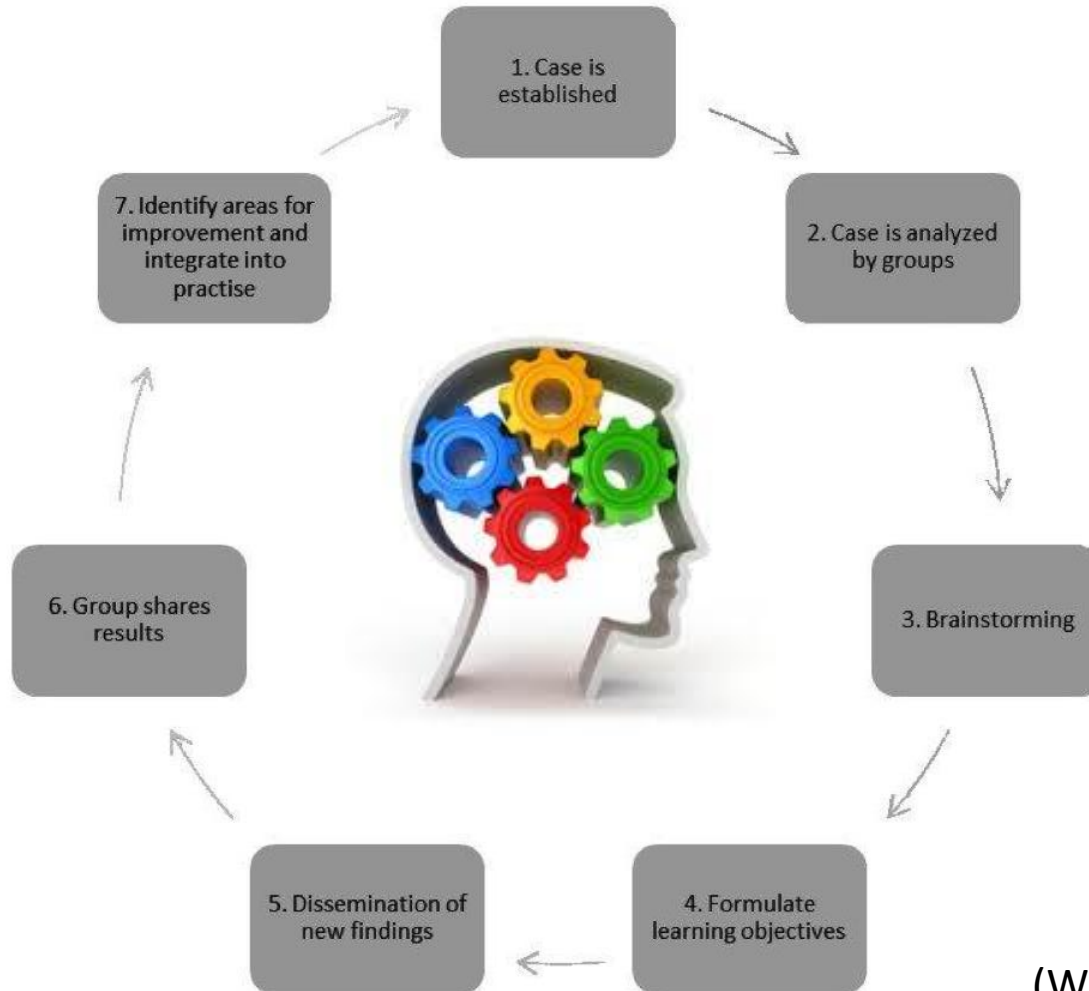 1. Case is
established
2. Case is analyzed
by groups
3. Brainstorming
4. Formulate
learning objectives
5. Dissemination of
new findings
6. Group shares
results
7. Identify areas for
improvement and
integrate into
practise